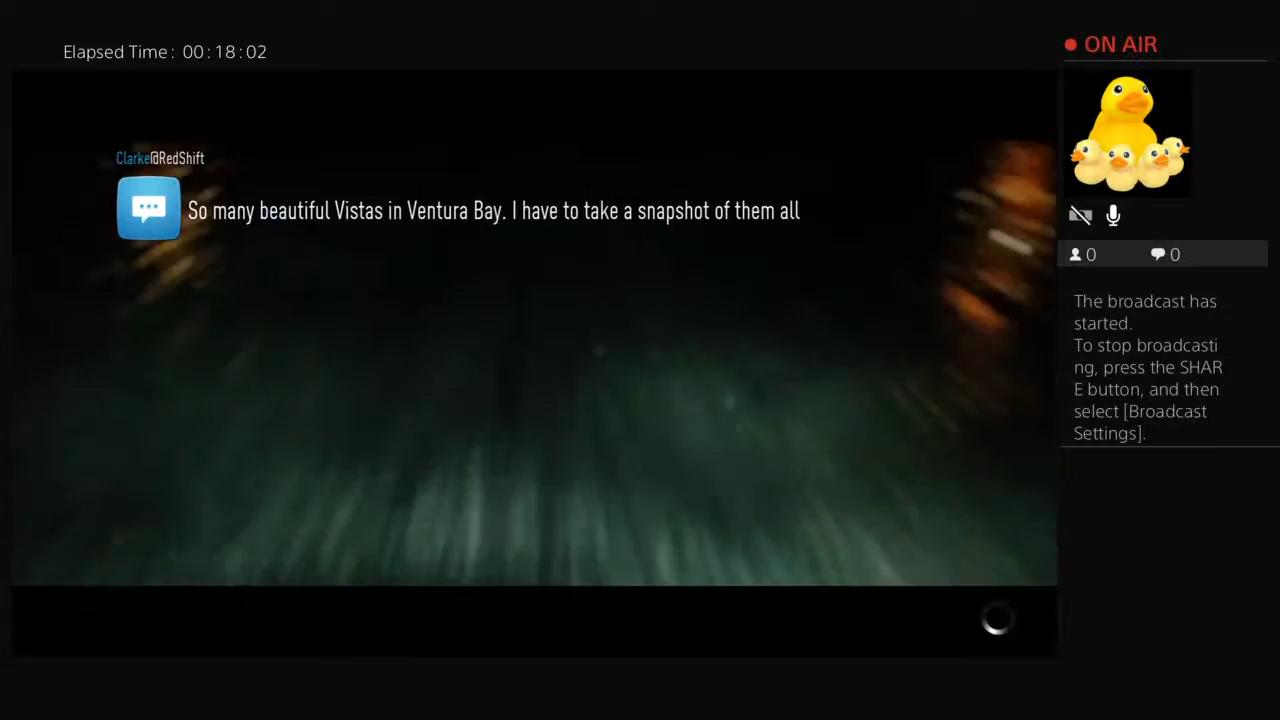 Elapsed Time: 00:18:02
ON AIR
Clarke@RedShift
So many beautiful Vistas in Ventura Bay. I have to take a snapshot of them all
0 0
The broadcast has
started.
To stop broadcasti
ng, press the SHAR
E button, and then
select [Broadcast
Settings].